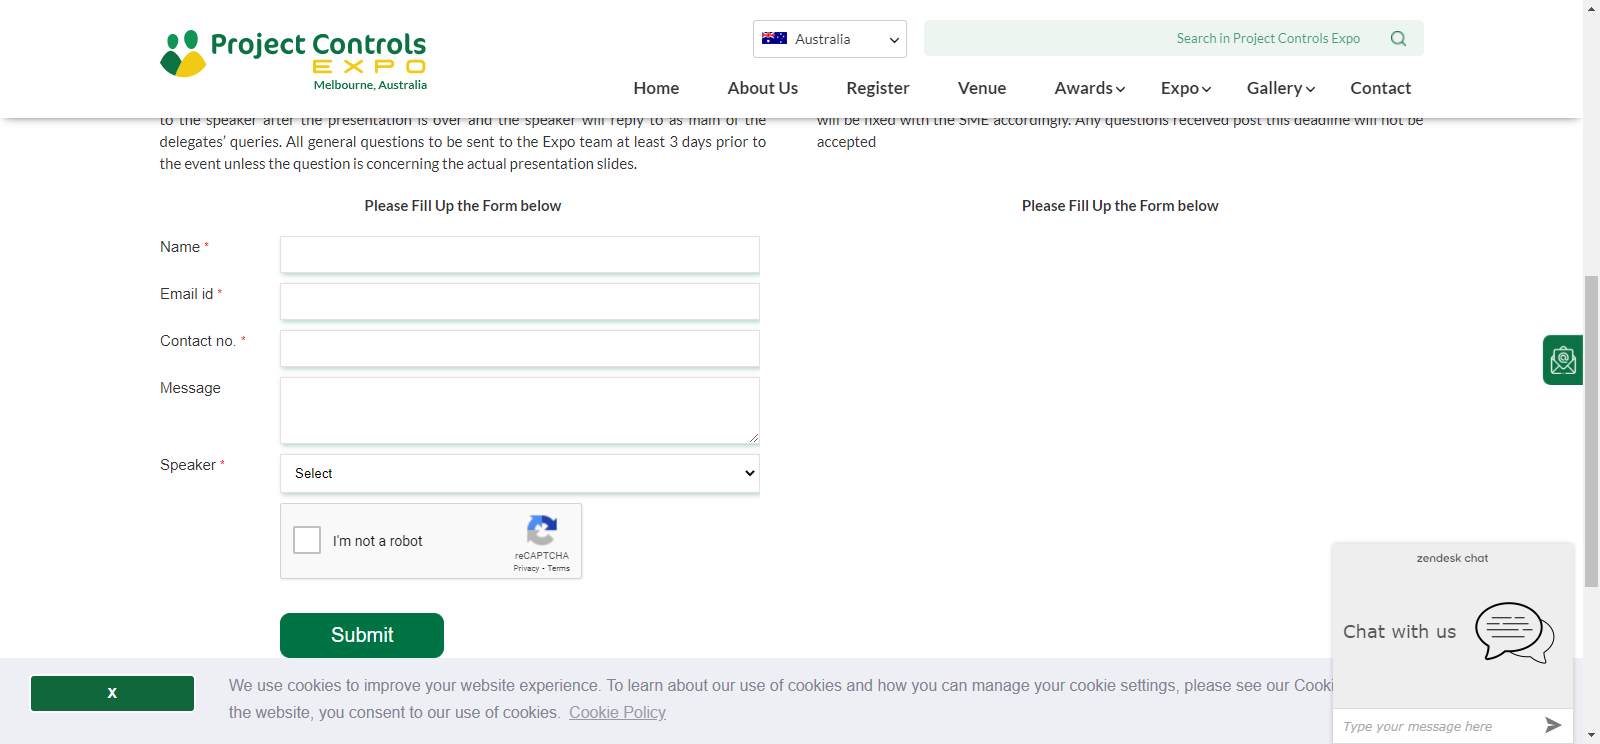 Project Controls
EXPO
Melbourne, Australia
Australia
Search in Project Controls Expo
Home
About Us
Register
Venue
Awards
Expo
Gallery
Contact
to the speaker after the presentation is over and the speaker will reply to as main of the
delegates' queries. All general questions to be sent to the Expo team at least 3 days prior to
the event unless the question is concerning the actual presentation slides.
will be fixed with the SME accordingly. Any questions received post this deadline will not be
accepted
Please Fill Up the Form below
Please Fill Up the Form below
Name *
Email id *
Contact no. *
Message
Speaker *
Select
I'm not a robot
reCAPTCHA
Privacy - Terms
Submit
zendesk chat
Chat with us
Type your message here
X
We use cookies to improve your website experience. To learn about our use of cookies and how you can manage your cookie settings, please see our Cooki
the website, you consent to our use of cookies. Cookie Policy